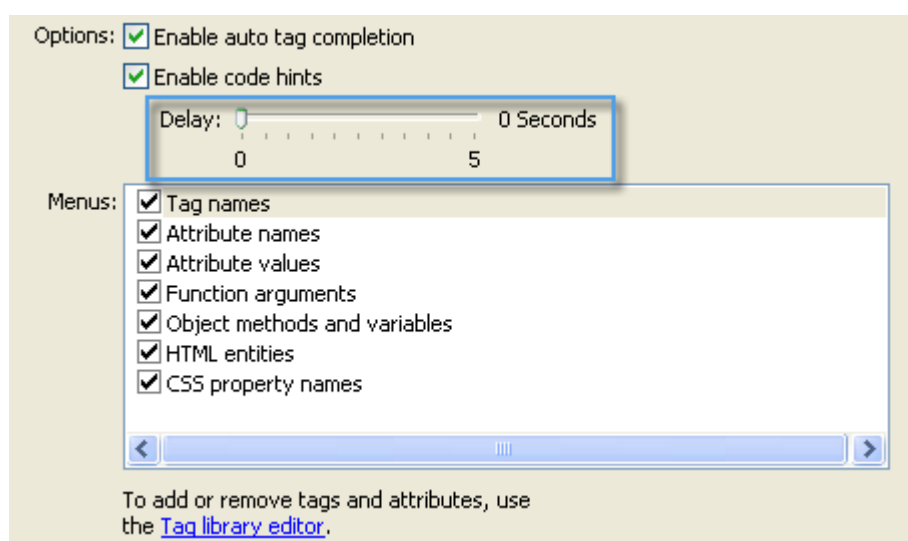 Options: Enable auto tag completion
Enable code hints
Delay: 0 Seconds
0 5
Menus: Tag names
Attribute names
Attribute values
Function arguments
Object methods and variables
HTML entities
CSS property names
To add or remove tags and attributes, use
the Tag library editor.